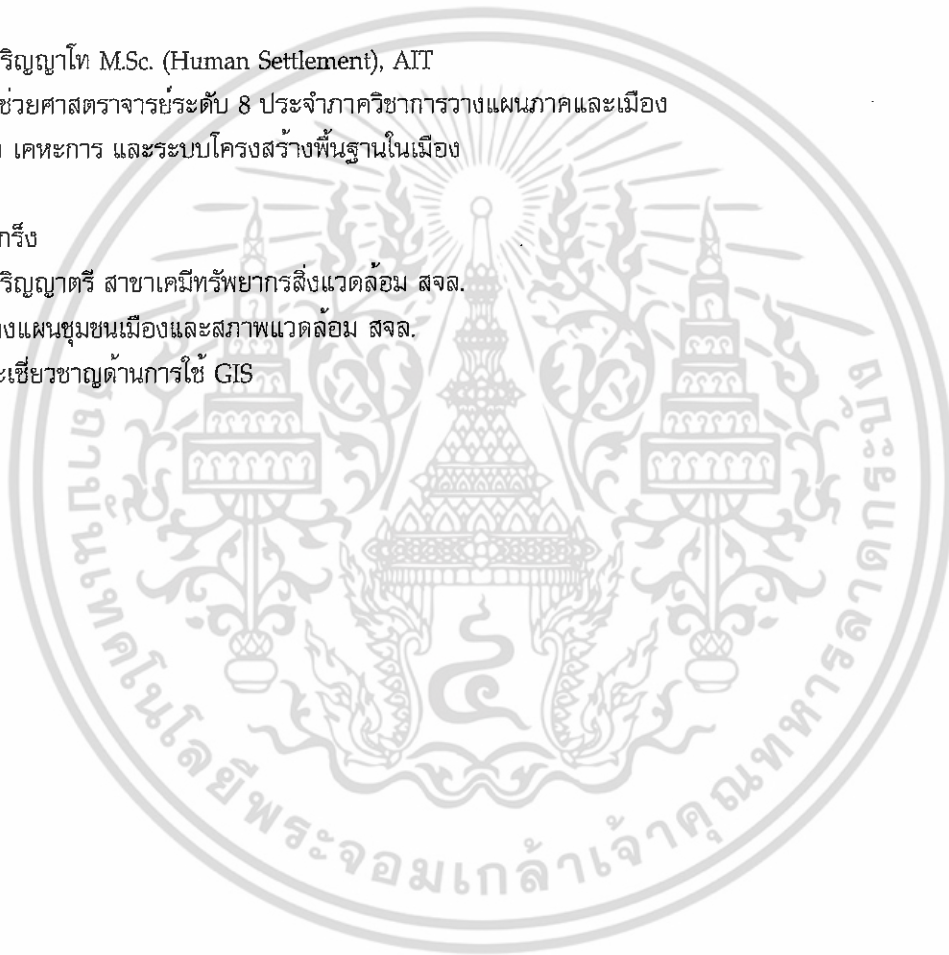 ริญญาโท M.Sc. (Human Settlement), AIT
ช่วยศาสตราจารย์ระดับ 8 ประจำภาควิชาการวางแผนภาคและเมือง
เคหะการ และระบบโครงสร้างพื้นฐานในเมือง
กร็ง
ริญญาตรี สาขาเคมีทรัพยากรสิ่งแวดล้อม สจล.
างแผนชุมชนเมืองและสภาพแวดล้อม สจล.
ะเชี่ยวชาญด้านการใช้ GIS
สถาบันเทคโนโลยีพระจอมเกล้าเจ้าคุณทหารลาดกระบัง